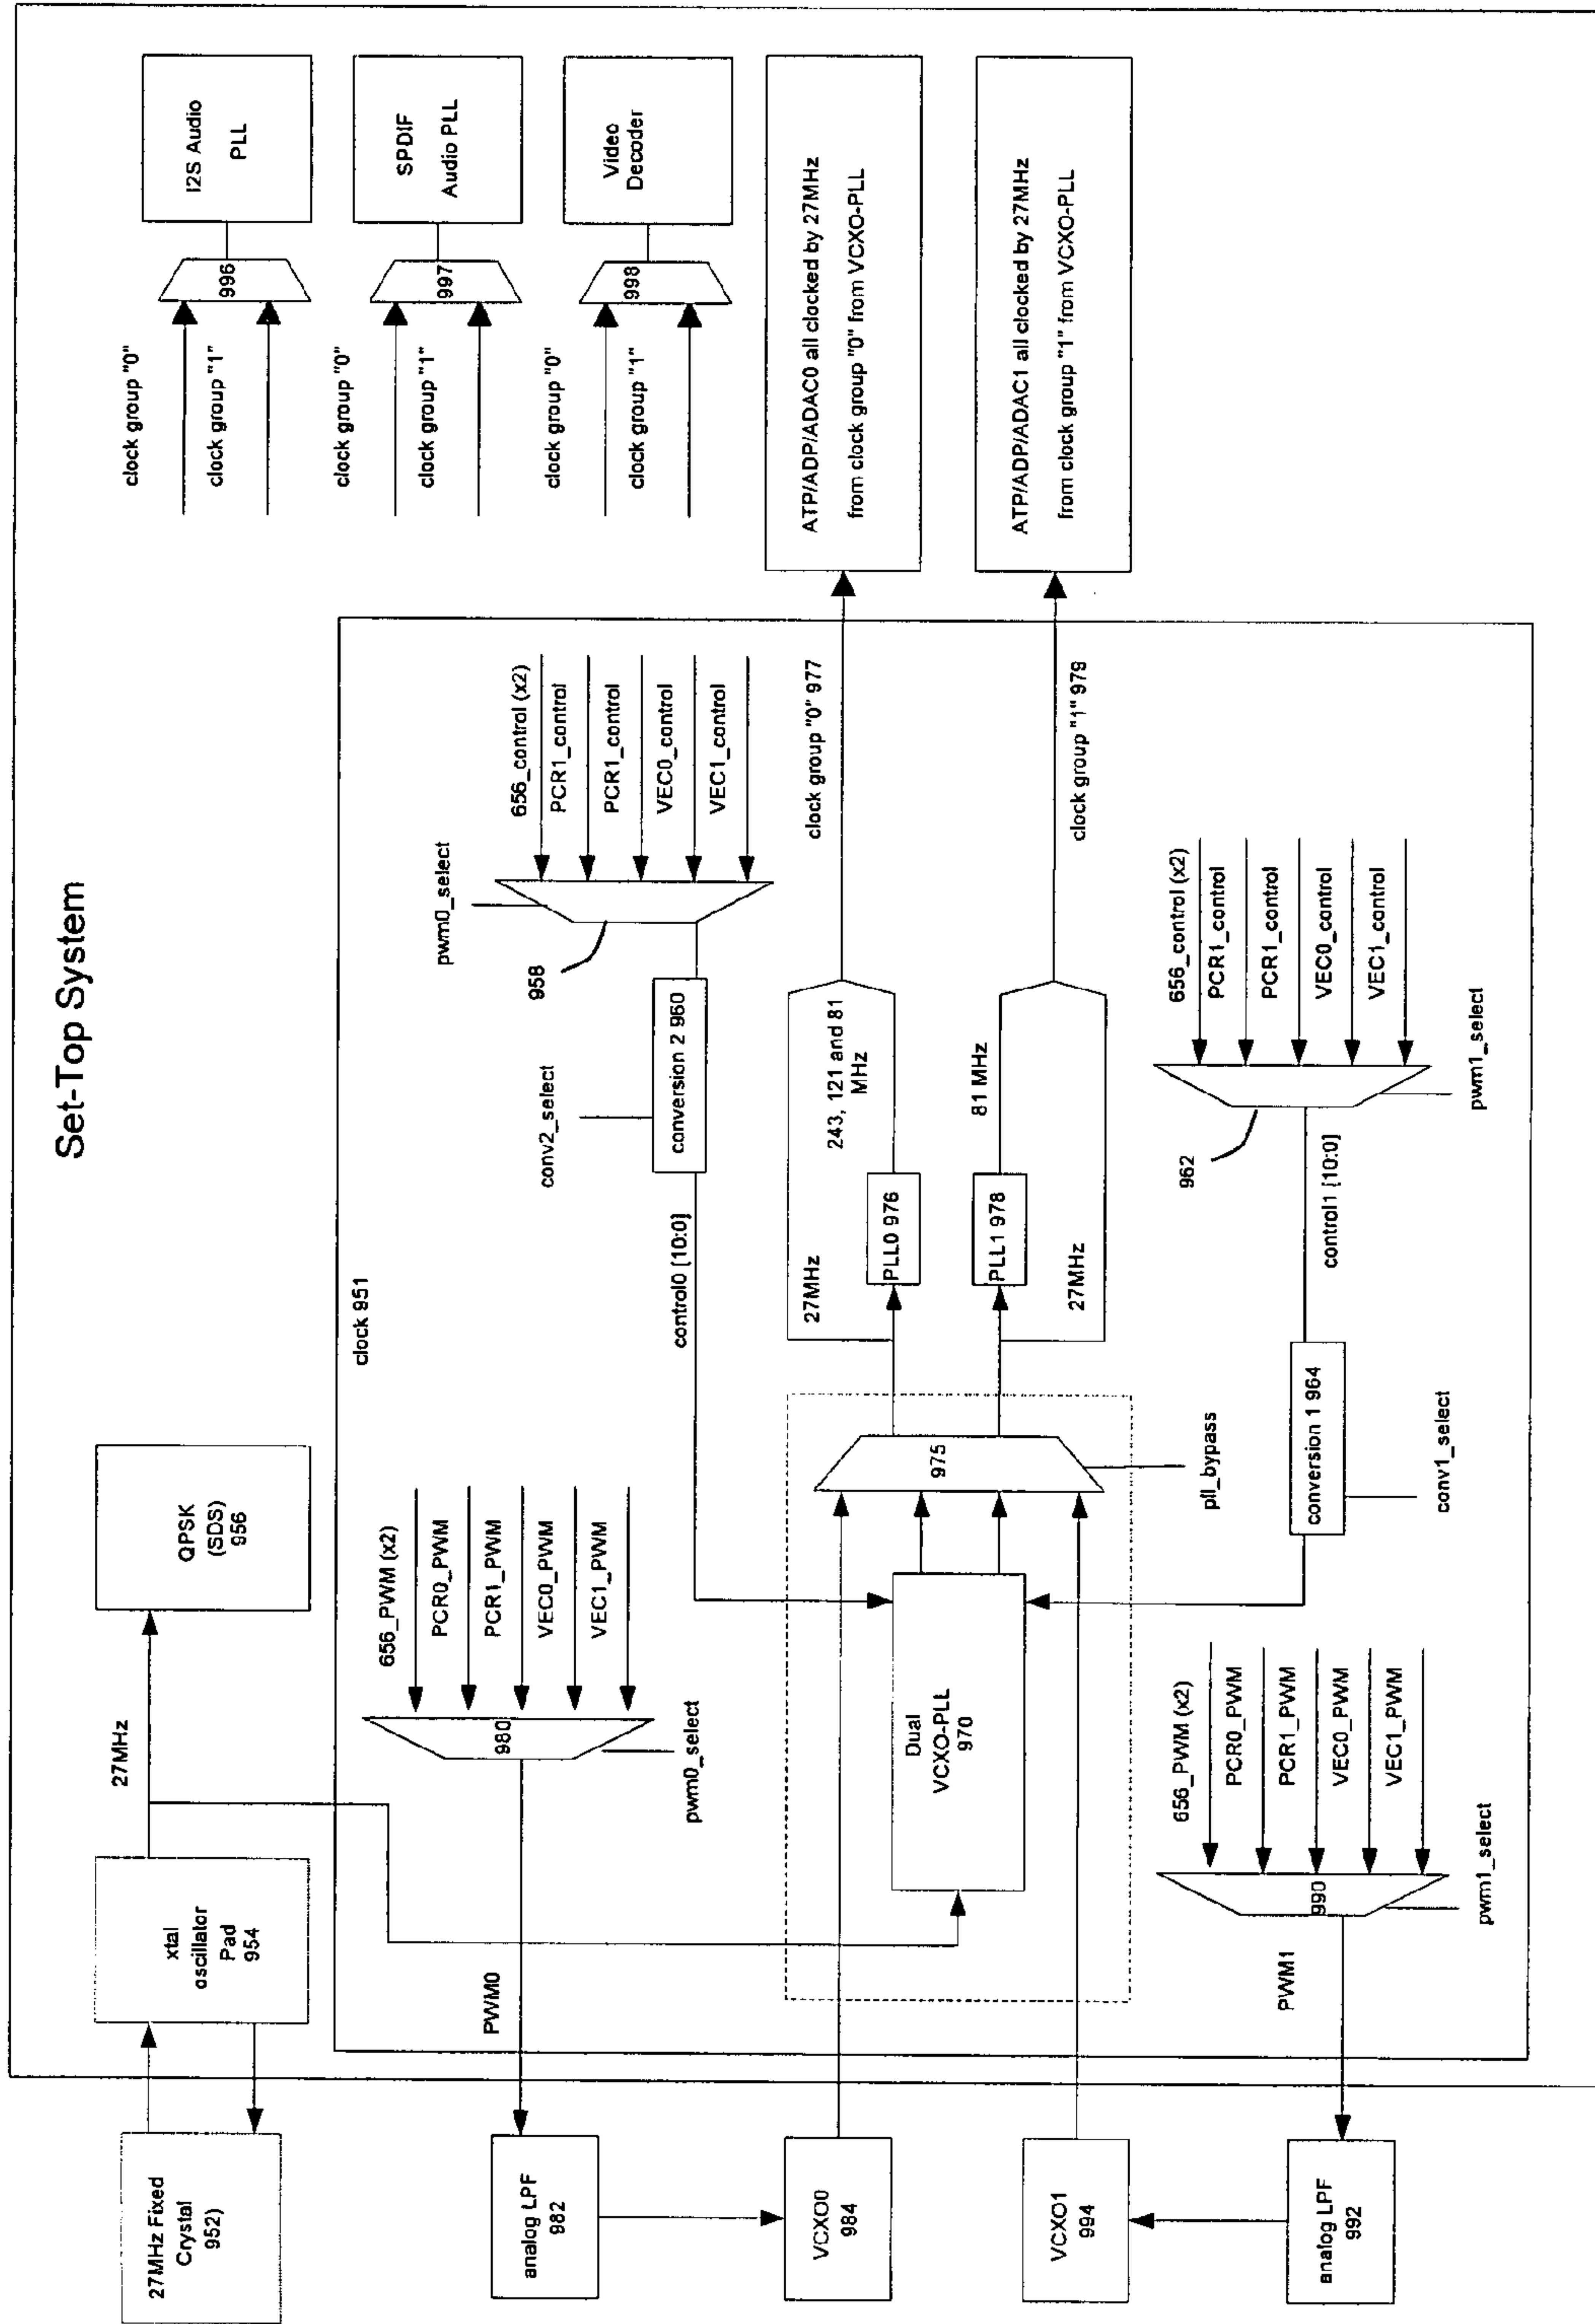 Set-Top System
27MHz Fixed
Crystal
952)
xtal
oscillator
Pad
954
27MHz
QPSK
(SDS)
956
clock 951
analog LPF
982
PWM0
980
pwm0_select
656_PWM (x2)
PCR0_PWM
PCR1_PWM
VEC0_PWM
VEC1_PWM
control0 [10:0]
conv2_select
conversion 2 960
958
pwm0_select
656_control (x2)
PCR1_control
PCR1_control
VEC0_control
VEC1_control
VCXO0
984
VCXO1
994
Dual
VCXO-PLL
970
975
pll_bypass
27MHz
PLL0 976
243, 121 and 81
MHz
clock group "0" 977
PLL1 978
81 MHz
27MHz
clock group "1" 979
analog LPF
992
PWM1
990
pwm1_select
656_PWM (x2)
PCR0_PWM
PCR1_PWM
VEC0_PWM
VEC1_PWM
conversion 1 964
conv1_select
control1 [10:0]
962
pwm1_select
656_control (x2)
PCR1_control
PCR1_control
VEC0_control
VEC1_control
clock group "0"
clock group "1"
996
I2S Audio
PLL
clock group "0"
clock group "1"
997
SPDIF
Audio PLL
clock group "0"
clock group "1"
998
Video
Decoder
ATP/ADP/ADAC0 all clocked by 27MHz
from clock group "0" from VCXO-PLL
ATP/ADP/ADAC1 all clocked by 27MHz
from clock group "1" from VCXO-PLL